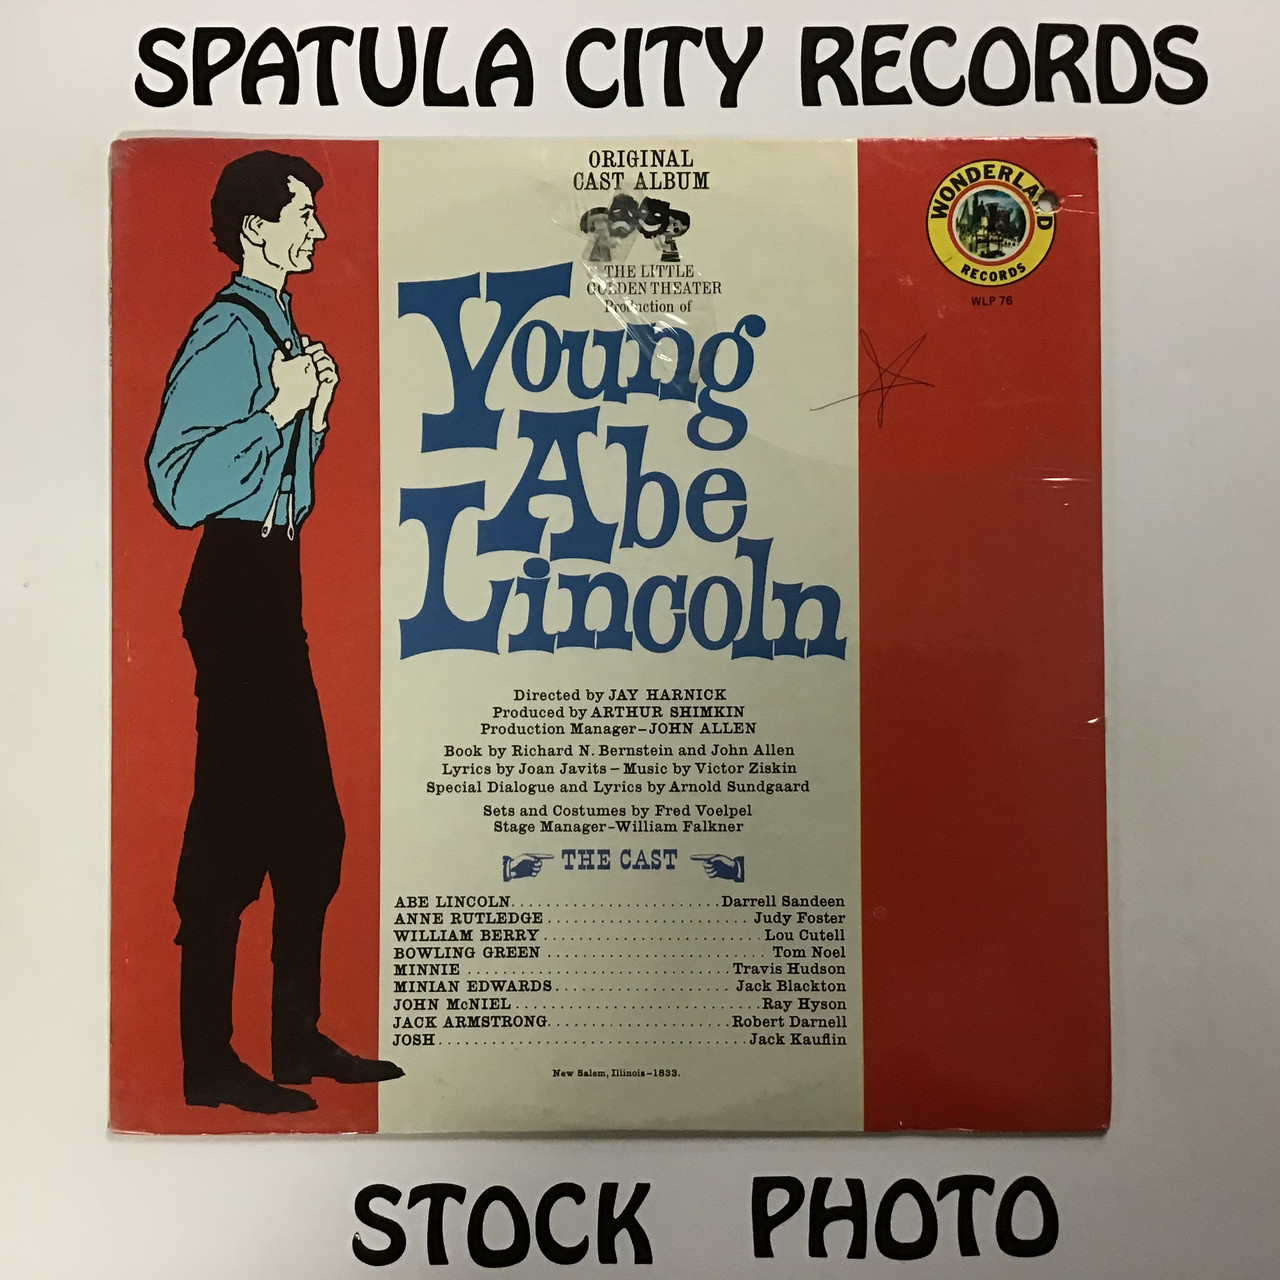 SPATULA CITY RECORDS
ORIGINAL
CAST ALBUM
WONDERLAND
RECORDS
WLP 76
THE LITTLE
GOLDEN THEATER
Production of
Young
Abe
Lincoln
Directed by JAY HARNICK
Produced by ARTHUR SHIMKIN
Production Manager–JOHN ALLEN
Book by Richard N. Bernstein and John Allen
Lyrics by Joan Javits – Music by Victor Ziskin
Special Dialogue and Lyrics by Arnold Sundgaard
Sets and Costumes by Fred Voelpel
Stage Manager–William Falkner
THE CAST
ABE LINCOLN........................Darrell Sandeen
ANNE RUTLEDGE.......................Judy Foster
WILLIAM BERRY.........................Lou Cutell
BOWLING GREEN.........................Tom Noel
MINNIE..............................Travis Hudson
MINIAN EDWARDS....................Jack Blackton
JOHN McNIEL............................Ray Hyson
JACK ARMSTRONG.....................Robert Darnell
JOSH...................................Jack Kauflin
New Salem, Illinois–1833.
STOCK PHOTO